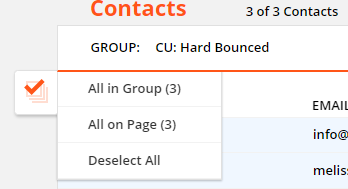 Contacts
3 of 3 Contacts
GROUP: CU: Hard Bounced
All in Group (3)
All on Page (3)
Deselect All
EMAIL
info@
melis